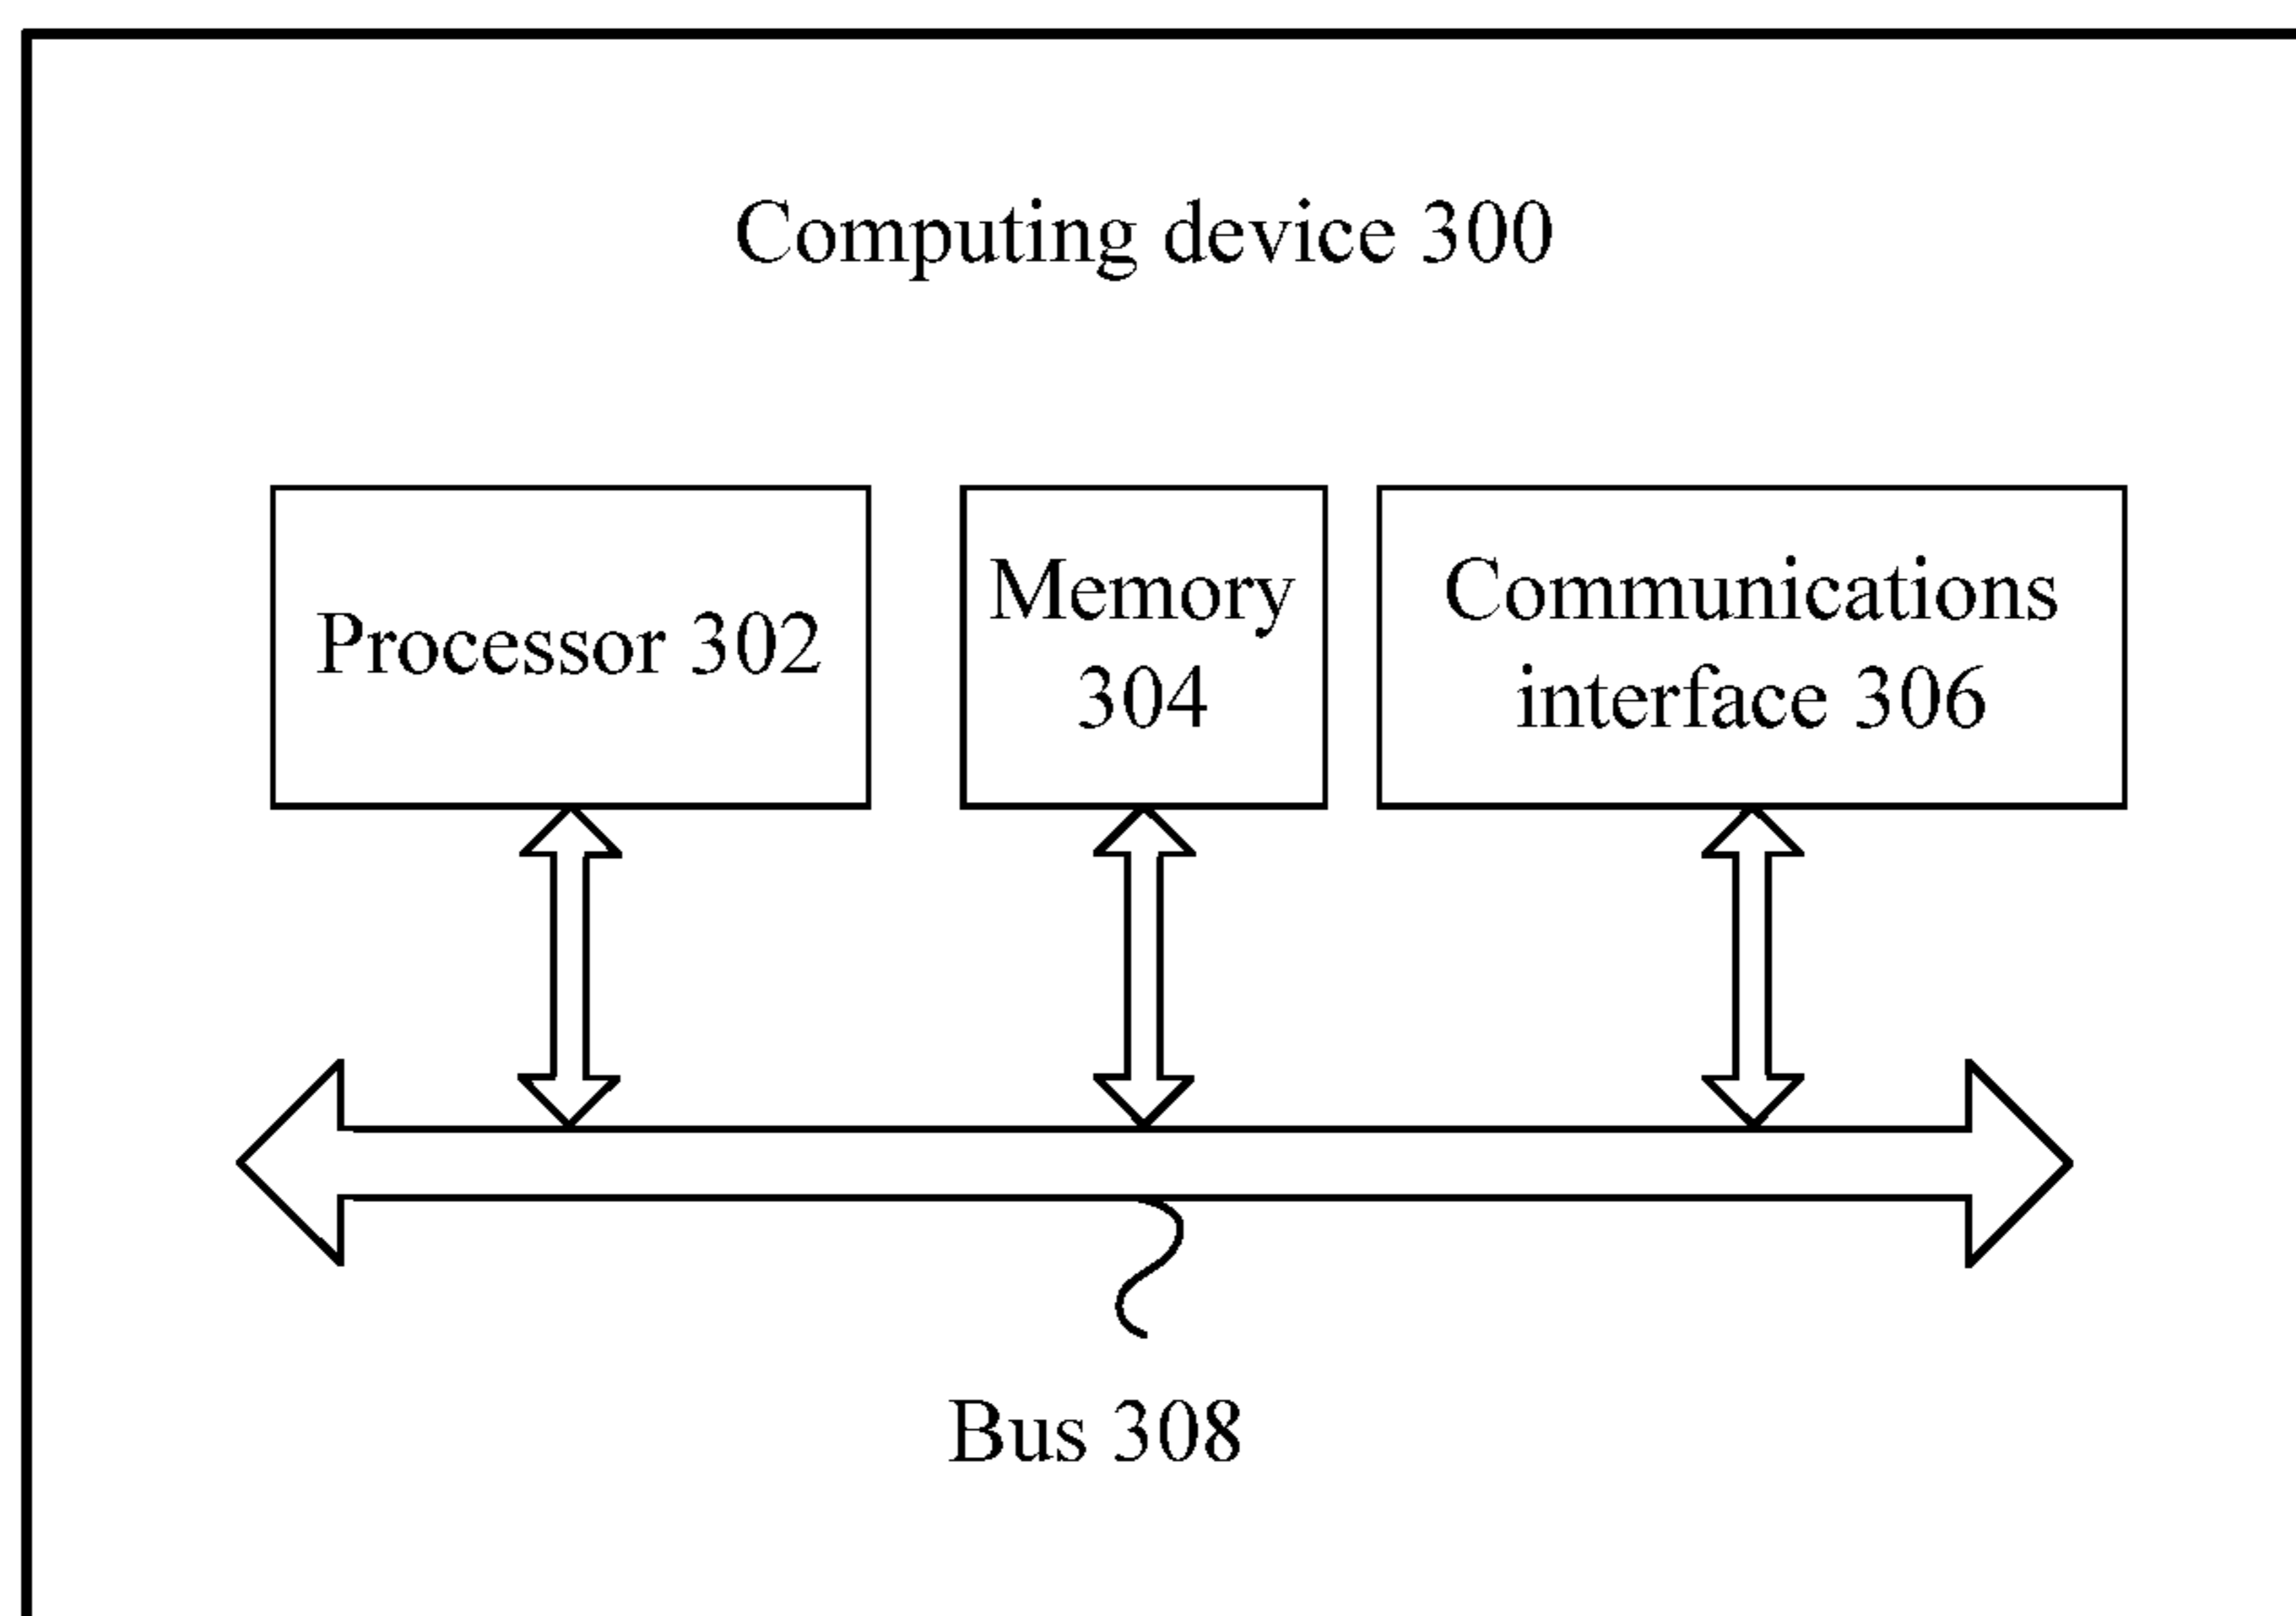 Computing device 300
Processor 302
Memory
304
Communications
interface 306
Bus 308